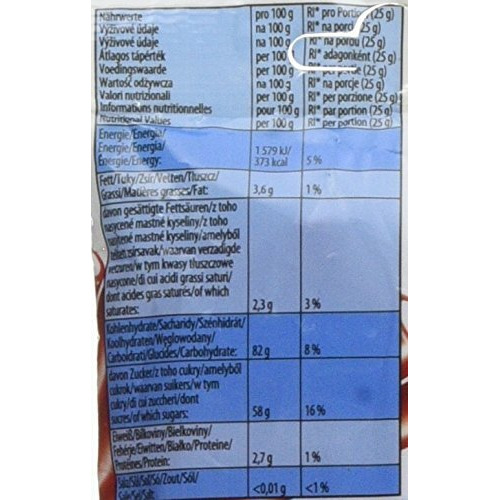 Nährwerte pro 100 g RI* pro Portion (25 g)
Výživové údaje na 100 g RI* na porci (25 g)
Výživové údaje na 100 g RI* na porciu (25 g)
Átlagos tápérték per 100 RI* adagonként (25 g)
Voedingswaarde per 100 g RI* per portie (25 g)
Wartość odżywcza na 100 g RI* na porcję (25 g)
Valori nutrizionali per 100 g RI* per porzione (25 g)
Informations nutritionnelles pour 100 g RI* par portion (25 g)
Nutritional Values per 100 g RI* per portion (25 g)
Energie/Energia/
Energie/Energia/ 1 579 kJ/
Energie/Energy: 373 kcal 5 %
Fett/Tuky/Zsír/Vetten/Tłuszcz/
Grassi/Matières grasses/Fat: 3,6 g 1 %
davon gesättigte Fettsäuren/z toho
nasycené mastné kyseliny/z toho
nasýtené mastné kyseliny/amelyből
telített zsírsavak/waarvan verzadigde
vetzuren/w tym kwasy tłuszczowe
nasycone/di cui acidi grassi saturi/
dont acides gras saturés/of which
saturates: 2,3 g 3 %
Kohlenhydrate/Sacharidy/Szénhidrát/
Koolhydraten/Węglowodany/
Carboidrati/Glucides/Carbohydrate: 82 g 8 %
davon Zucker/z toho cukry/amelyből
cukrok/waarvan suikers/w tym
cukry/di cui zuccheri/dont
sucres/of which sugars: 58 g 16 %
Eiweiß/Bílkoviny/Bielkoviny/
Fehérje/Eiwitten/Białko/Proteine/
Protéines/Protein: 2,7 g 1 %
Salz/Sůl/Soľ/Só/Zout/Sól/
Sale/Sel/Salt: <0,01 g <1 %